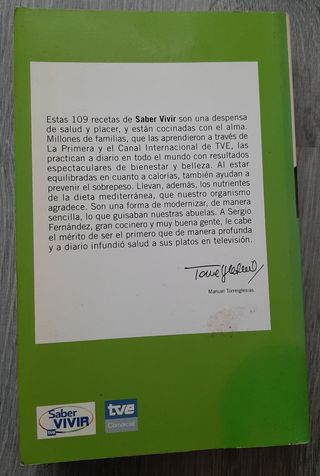 Estas 109 recetas de Saber Vivir son una despensa
de salud y placer, y están cocinadas con el alma.
Millones de familias, que las aprendieron a través de
La Primera y el Canal Internacional de TVE, las
practican a diario en todo el mundo con resultados
espectaculares de bienestar y belleza. Al estar
equilibradas en cuanto a calorías, también ayudan a
prevenir el sobrepeso. Llevan, además, los nutrientes
de la dieta mediterránea, que nuestro organismo
agradece. Son una forma de modernizar, de manera
sencilla, lo que guisaban nuestras abuelas. A Sergio
Fernández, gran cocinero y muy buena gente, le cabe
el mérito de ser el primero que de manera profunda
y a diario infundió salud a sus platos en televisión.
Torreiglesias
Manuel Torreiglesias.
Saber
VIVIR
tve
tve
Comercial